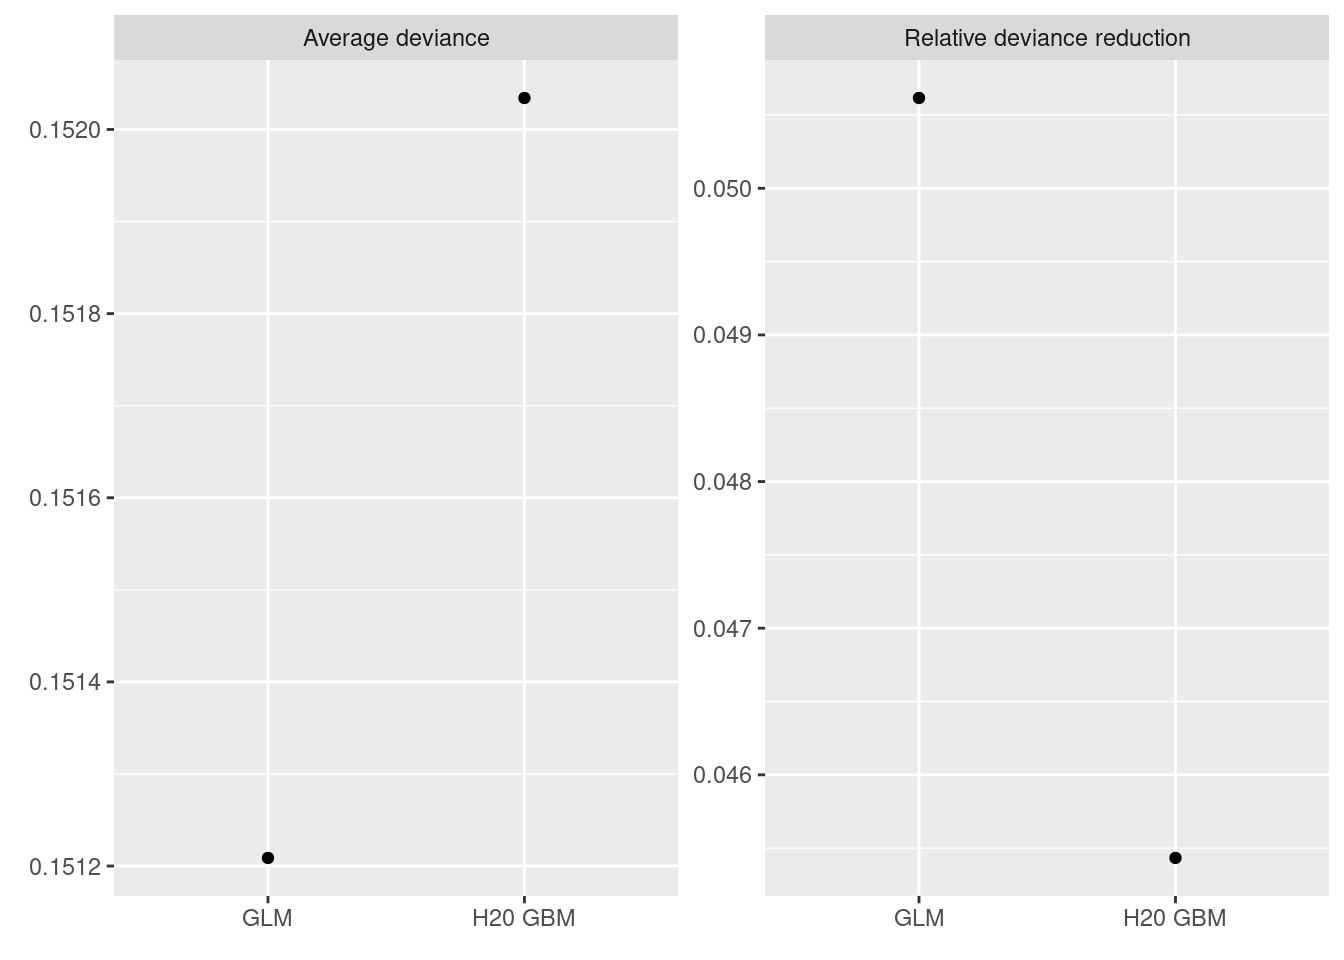 Average deviance
Relative deviance reduction
0.1520
0.1518
0.1516
0.1514
0.1512
0.050
0.049
0.048
0.047
0.046
GLM
H20 GBM
GLM
H20 GBM